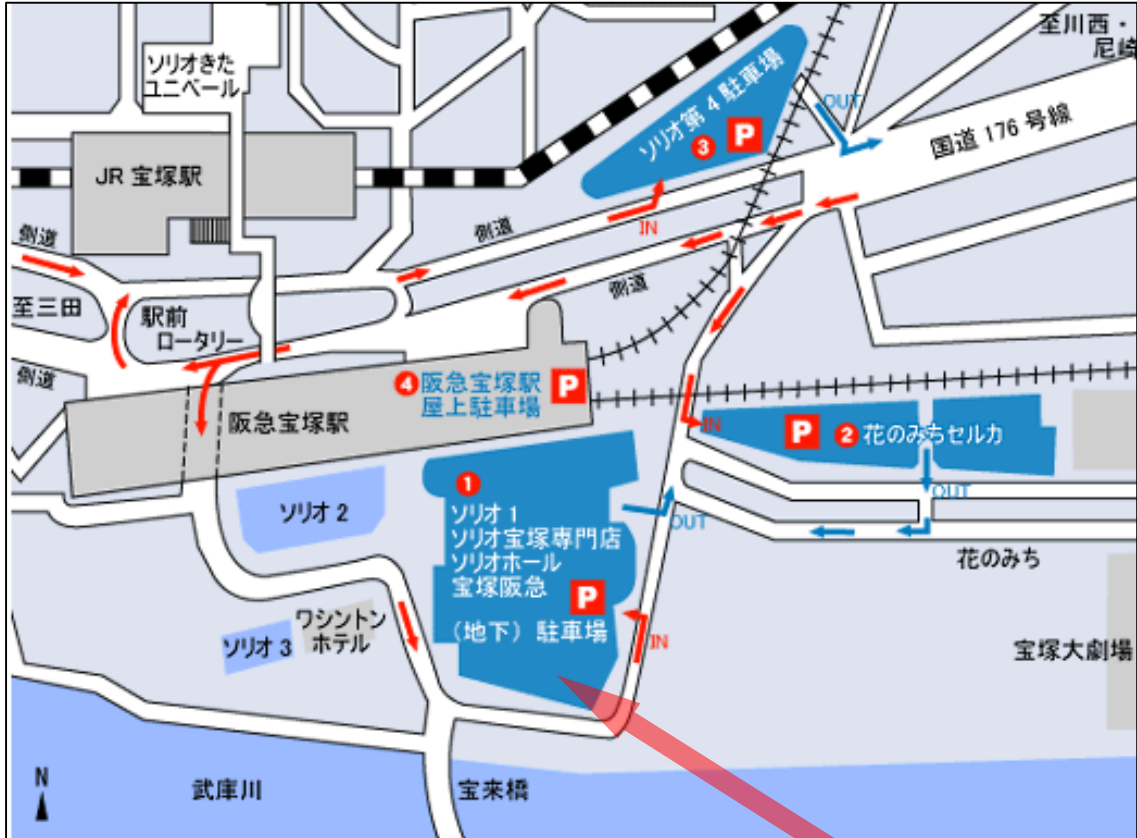 至川西・
尼崎
ソリオきた
ユニベール
ソリオ第4駐車場
3 P
OUT
国道176号線
JR 宝塚駅
側道
IN
側道
側道
至三田
駅前
ロータリー
側道
4 阪急宝塚駅
屋上駐車場
P
阪急宝塚駅
IN
P 2 花のみちセルカ
1
ソリオ 2
ソリオ 1
ソリオ宝塚専門店
ソリオホール
宝塚阪急
P
(地下)駐車場
OUT
OUT
花のみち
ワシントン
ホテル
ソリオ 3
IN
宝塚大劇場
N
武庫川
宝来橋